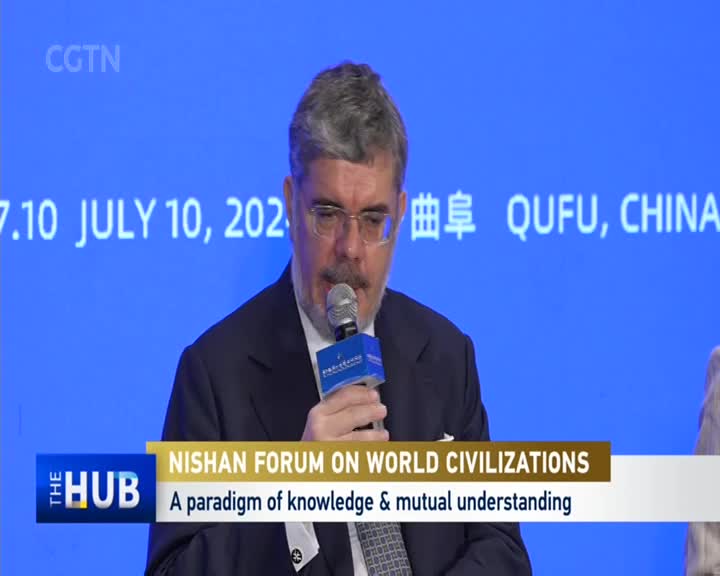 CGTN
7.10 JULY 10, 202 曲阜 QUFU, CHINA
NISHAN FORUM ON WORLD CIVILIZATIONS
THE HUB
A paradigm of knowledge & mutual understanding